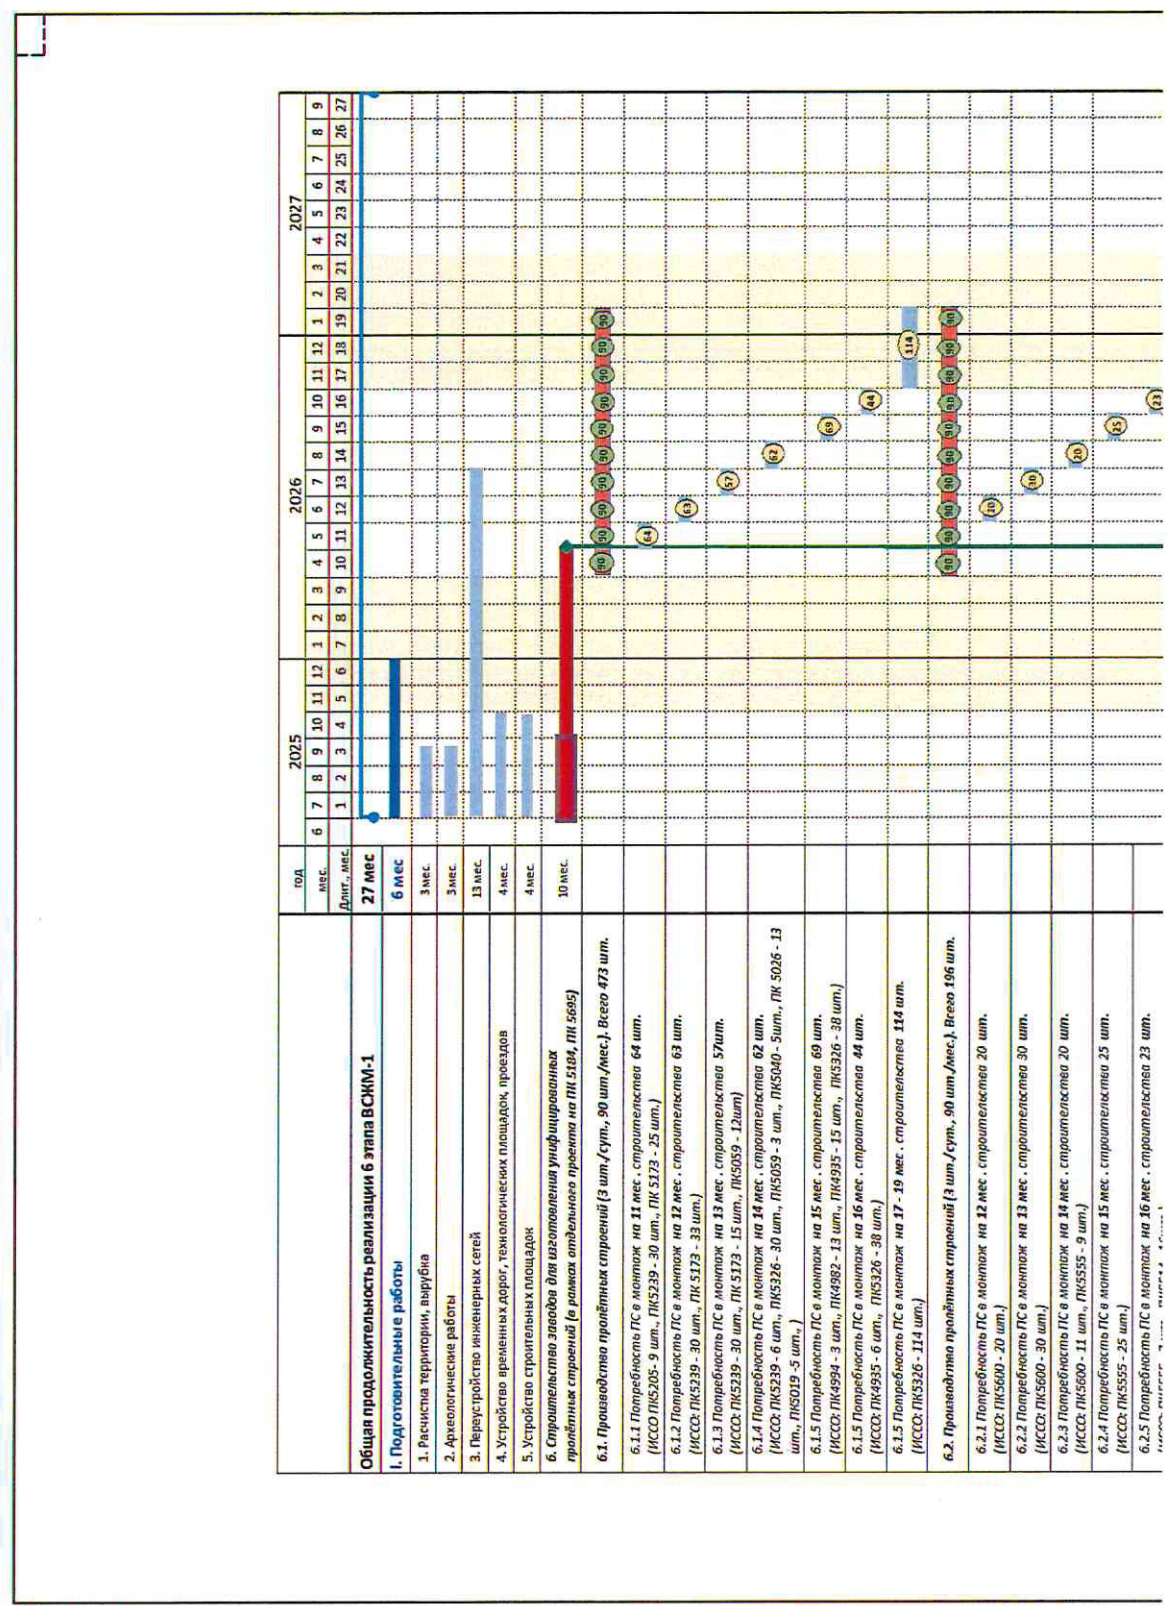 год 2025 2026 2027
мес. 6 7 8 9 10 11 12 1 2 3 4 5 6 7 8 9 10 11 12 1 2 3 4 5 6 7 8 9
Длит., мес. 1 2 3 4 5 6 7 8 9 10 11 12 13 14 15 16 17 18 19 20 21 22 23 24 25 26 27
Общая продолжительность реализации 6 этапа ВСЖМ-1 27 мес
I. Подготовительные работы 6 мес
1. Расчистка территории, вырубка 3 мес.
2. Археологические работы 3 мес.
3. Переустройство инженерных сетей 13 мес.
4. Устройство временных дорог, технологических площадок, проездов 4 мес.
5. Устройство строительных площадок 4 мес.
6. Строительство заводов для изготовления унифицированных
пролётных строений (в рамках отдельного проекта на ПК 5184, ПК 5695) 10 мес.
6.1. Производство пролётных строений (3 шт./сут., 90 шт./мес.). Всего 473 шт. 90 90 90 90 90 90 90 90 90 90
6.1.1 Потребность ПС в монтаж на 11 мес. строительства 64 шт. 64
(ИССО ПК5205- 9 шт., ПК5239 - 30 шт., ПК 5173 - 25 шт.)
6.1.2 Потребность ПС в монтаж на 12 мес. строительства 63 шт. 63
(ИССО: ПК5239 - 30 шт., ПК 5173 - 33 шт.)
6.1.3 Потребность ПС в монтаж на 13 мес. строительства 57шт. 57
(ИССО: ПК5239 - 30 шт., ПК 5173 - 15 шт., ПК5059 - 12шт)
6.1.4 Потребность ПС в монтаж на 14 мес. строительства 62 шт. 62
(ИССО: ПК5239 - 6 шт., ПК5326 - 30 шт., ПК5059 - 3 шт., ПК5040 - 5шт., ПК 5026 - 13
шт., ПК5019 -5 шт., )
6.1.5 Потребность ПС в монтаж на 15 мес. строительства 69 шт. 69
(ИССО: ПК4994 - 3 шт., ПК4982 - 13 шт., ПК4935 - 15 шт., ПК5326 - 38 шт.)
6.1.5 Потребность ПС в монтаж на 16 мес. строительства 44 шт. 44
(ИССО: ПК4935 - 6 шт., ПК5326 - 38 шт.)
6.1.5 Потребность ПС в монтаж на 17 - 19 мес. строительства 114 шт. 114
(ИССО: ПК5326 - 114 шт.)
6.2. Производство пролётных строений (3 шт./сут., 90 шт./мес.). Всего 196 шт. 90 90 90 90 90 90 90 90 90 90
6.2.1 Потребность ПС в монтаж на 12 мес. строительства 20 шт. 20
(ИССО: ПК5600 - 20 шт.)
6.2.2 Потребность ПС в монтаж на 13 мес. строительства 30 шт. 30
(ИССО: ПК5600 - 30 шт.)
6.2.3 Потребность ПС в монтаж на 14 мес. строительства 20 шт. 20
(ИССО: ПК5600 - 11 шт., ПК5555 - 9 шт.)
6.2.4 Потребность ПС в монтаж на 15 мес. строительства 25 шт. 25
(ИССО: ПК5555 - 25 шт.)
6.2.5 Потребность ПС в монтаж на 16 мес. строительства 23 шт. 23